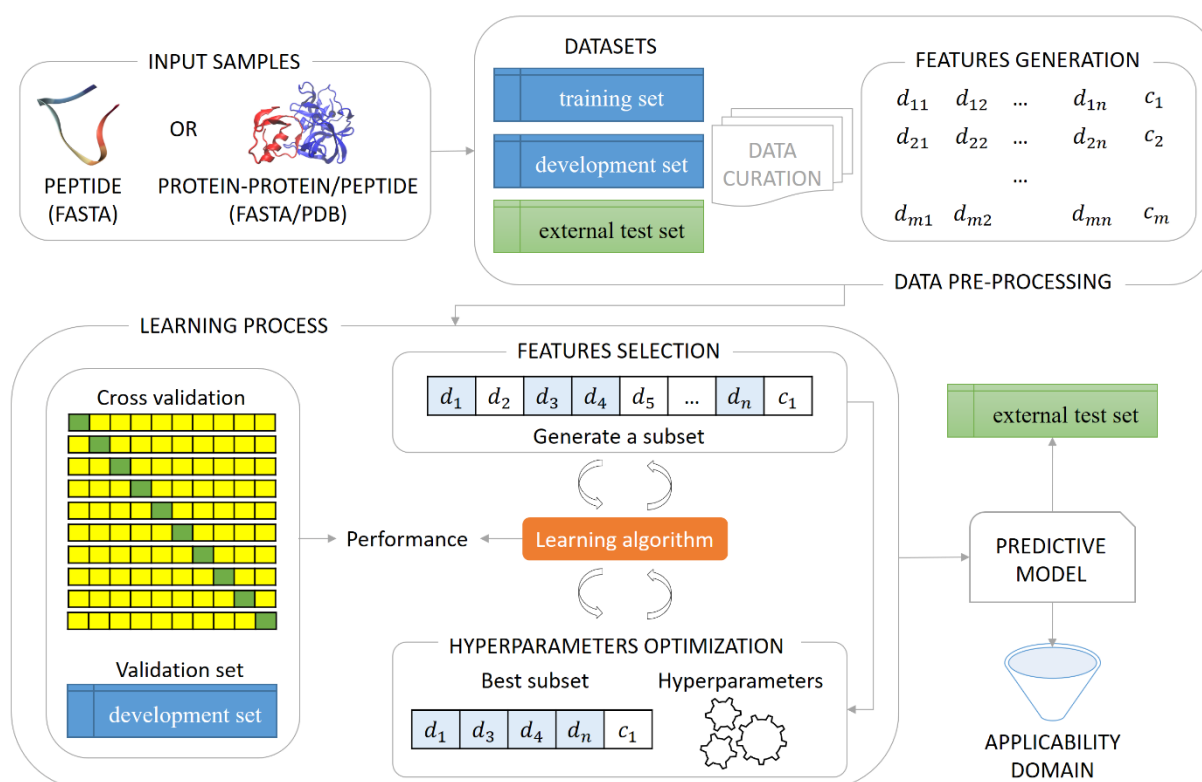 INPUT SAMPLES
OR
PEPTIDE
(FASTA)
PROTEIN-PROTEIN/PEPTIDE
(FASTA/PDB)
DATASETS
training set
development set
external test set
DATA
CURATION
FEATURES GENERATION
d₁₁ d₁₂ ... d₁ₙ c₁
d₂₁ d₂₂ ... d₂ₙ c₂
...
dₘ₁ dₘ₂ dₘₙ cₘ
DATA PRE-PROCESSING
LEARNING PROCESS
Cross validation
Validation set
development set
Performance
FEATURES SELECTION
d₁ d₂ d₃ d₄ d₅ ... dₙ c₁
Generate a subset
Learning algorithm
HYPERPARAMETERS OPTIMIZATION
Best subset
Hyperparameters
d₁ d₃ d₄ dₙ c₁
external test set
PREDICTIVE
MODEL
APPLICABILITY
DOMAIN